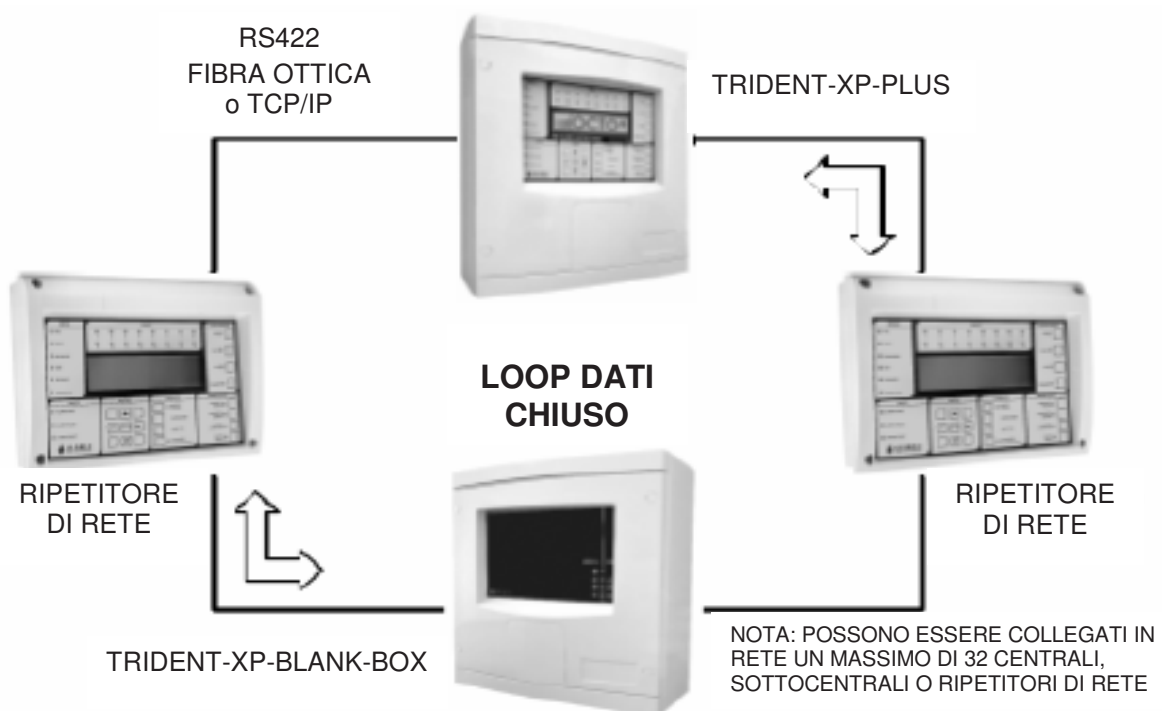 RS422
FIBRA OTTICA
o TCP/IP
TRIDENT-XP-PLUS
LOOP DATI
CHIUSO
RIPETITORE
DI RETE
RIPETITORE
DI RETE
TRIDENT-XP-BLANK-BOX
NOTA: POSSONO ESSERE COLLEGATI IN
RETE UN MASSIMO DI 32 CENTRALI,
SOTTOCENTRALI O RIPETITORI DI RETE